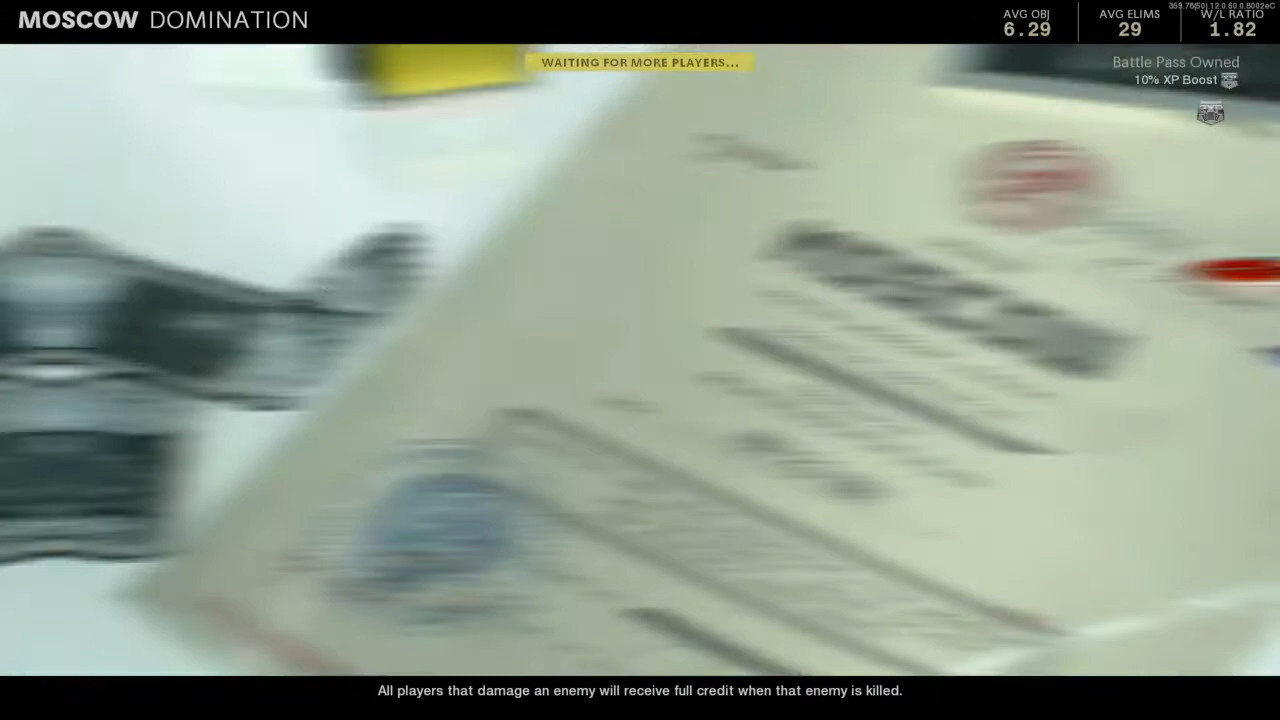 MOSCOW DOMINATION
AVG OBJ
6.29
AVG ELIMS
29
W/L RATIO
1.82
WAITING FOR MORE PLAYERS...
Battle Pass Owned
10% XP Boost
All players that damage an enemy will receive full credit when that enemy is killed.